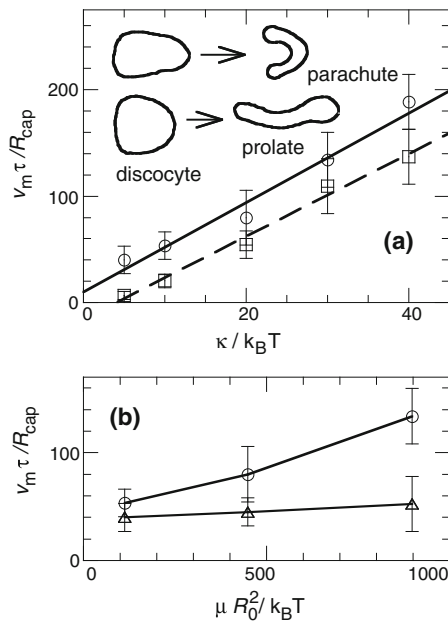 200
100
0
v_m τ/R_cap
parachute
discocyte
prolate
(a)
0 20 40
κ / k_BT
(b)
v_m τ/R_cap
100
0
0 500 1000
μ R_0^2/ k_BT